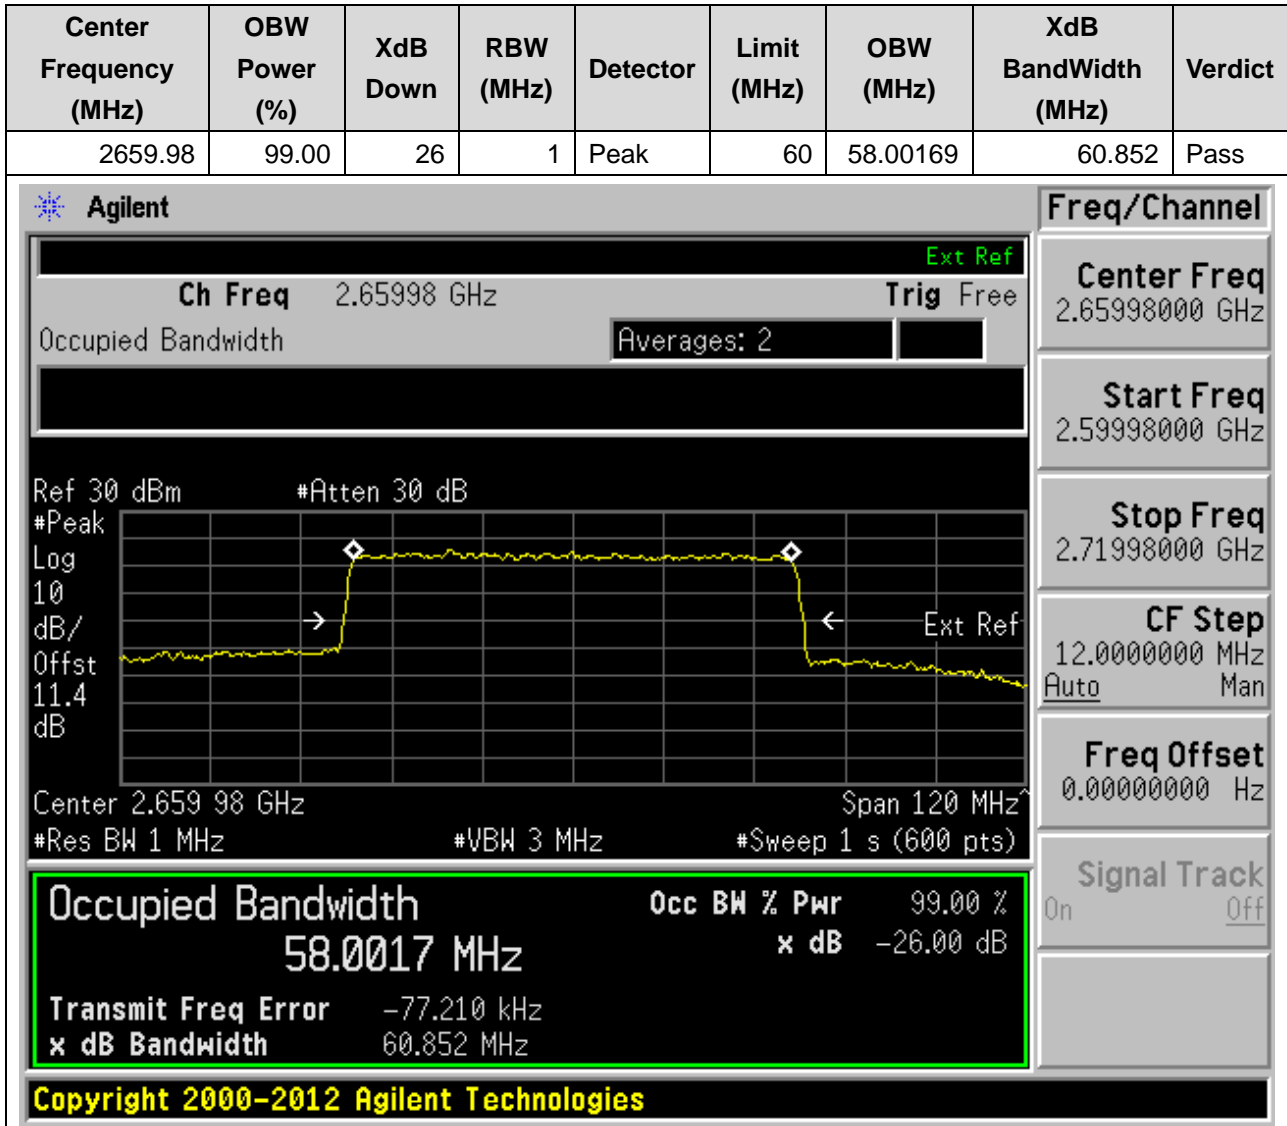 Center Frequency (MHz) OBW Power (%) XdB Down RBW (MHz) Detector Limit (MHz) OBW (MHz) XdB BandWidth (MHz) Verdict
2659.98 99.00 26 1 Peak 60 58.00169 60.852 Pass
Agilent
Freq/Channel
Ext Ref
Ch Freq 2.65998 GHz Trig Free
Occupied Bandwidth Averages: 2
Ref 30 dBm #Atten 30 dB
#Peak
Log
10
dB/
Offst
11.4
dB
Ext Ref
Center 2.659 98 GHz Span 120 MHz^
#Res BW 1 MHz #VBW 3 MHz #Sweep 1 s (600 pts)
Occupied Bandwidth
58.0017 MHz
Occ BW % Pwr 99.00 %
x dB -26.00 dB
Transmit Freq Error -77.210 kHz
x dB Bandwidth 60.852 MHz
Center Freq
2.65998000 GHz
Start Freq
2.59998000 GHz
Stop Freq
2.71998000 GHz
CF Step
12.0000000 MHz
Auto Man
Freq Offset
0.00000000 Hz
Signal Track
On Off
Copyright 2000-2012 Agilent Technologies